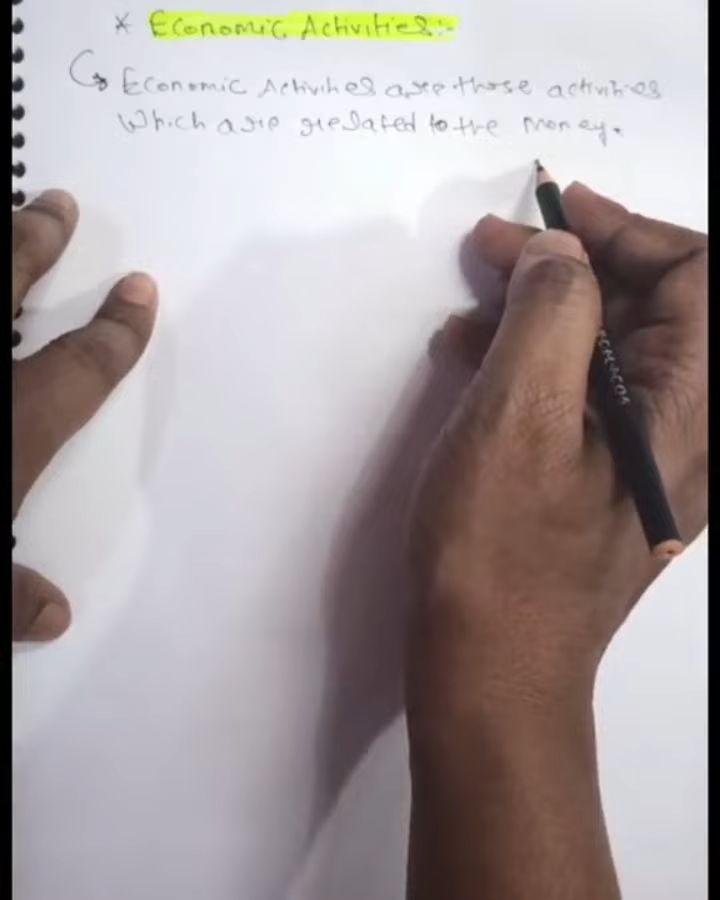 * Economic Activities:-
↪ Economic Activities are those activities
Which are related to the money.